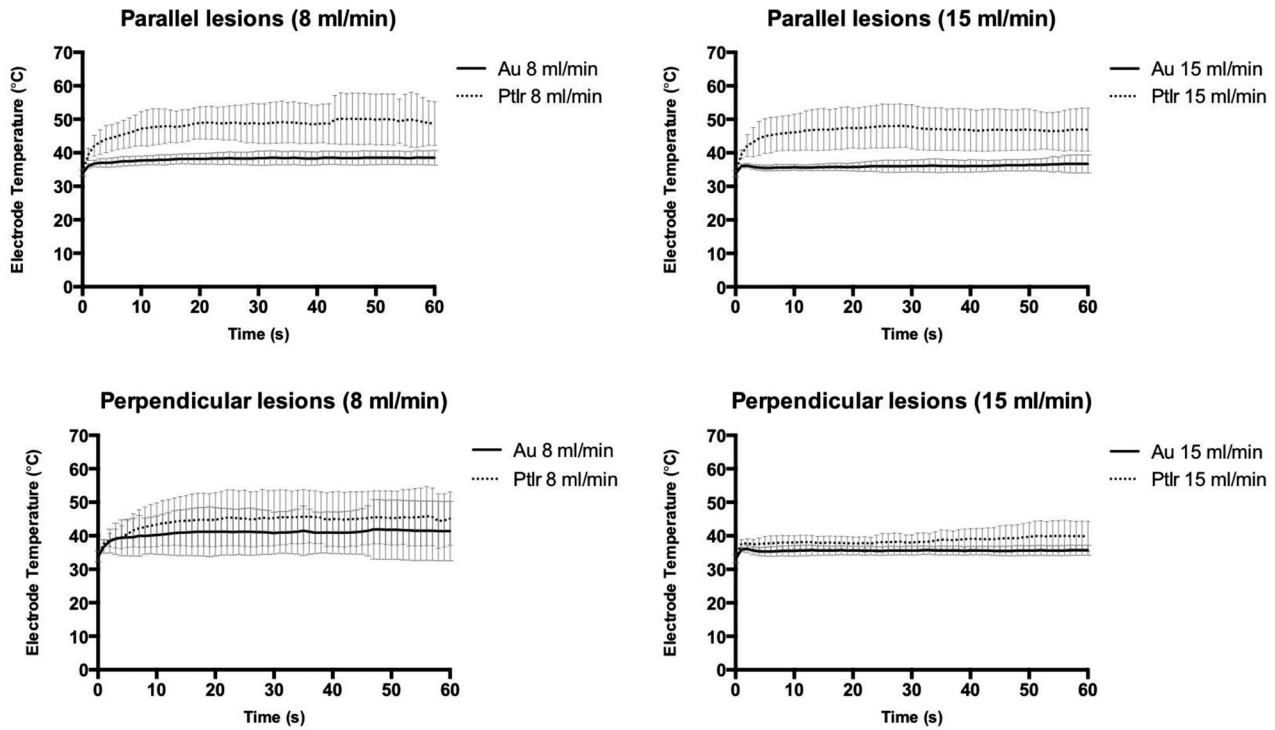 Parallel lesions (8 ml/min)
Electrode Temperature (°C)
70
60
50
40
30
20
10
0
0 10 20 30 40 50 60
Time (s)
Au 8 ml/min
PtIr 8 ml/min
Parallel lesions (15 ml/min)
Electrode Temperature (°C)
70
60
50
40
30
20
10
0
0 10 20 30 40 50 60
Time (s)
Au 15 ml/min
PtIr 15 ml/min
Perpendicular lesions (8 ml/min)
Electrode Temperature (°C)
70
60
50
40
30
20
10
0
0 10 20 30 40 50 60
Time (s)
Au 8 ml/min
PtIr 8 ml/min
Perpendicular lesions (15 ml/min)
Electrode Temperature (°C)
70
60
50
40
30
20
10
0
0 10 20 30 40 50 60
Time (s)
Au 15 ml/min
PtIr 15 ml/min